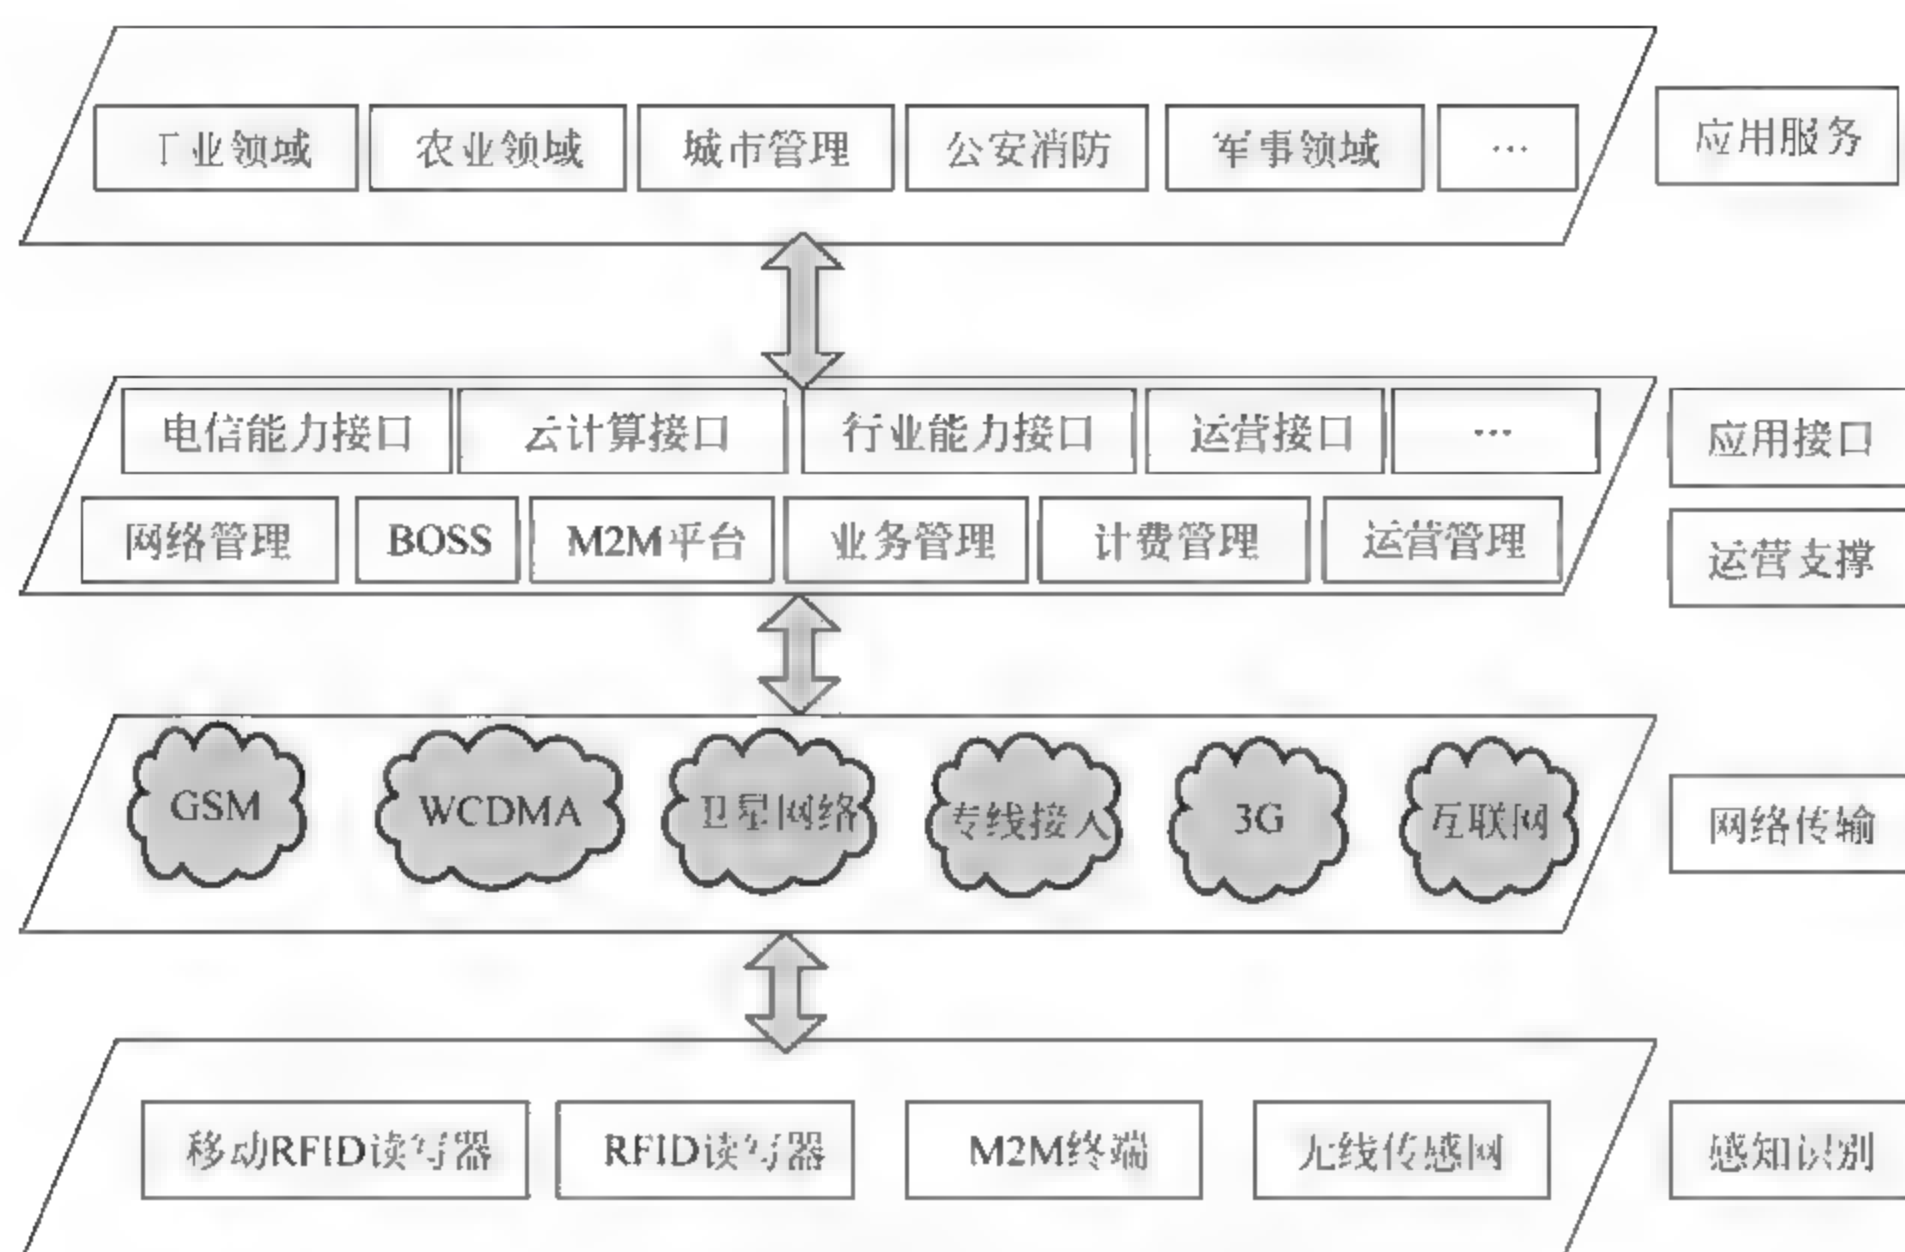 工业领域 农业领域 城市管理 公安消防 军事领域 … 应用服务
电信能力接口 云计算接口 行业能力接口 运营接口 … 应用接口
网络管理 BOSS M2M平台 业务管理 计费管理 运营管理 运营支撑
GSM WCDMA 卫星网络 专线接入 3G 互联网 网络传输
移动RFID读写器 RFID读写器 M2M终端 无线传感网 感知识别